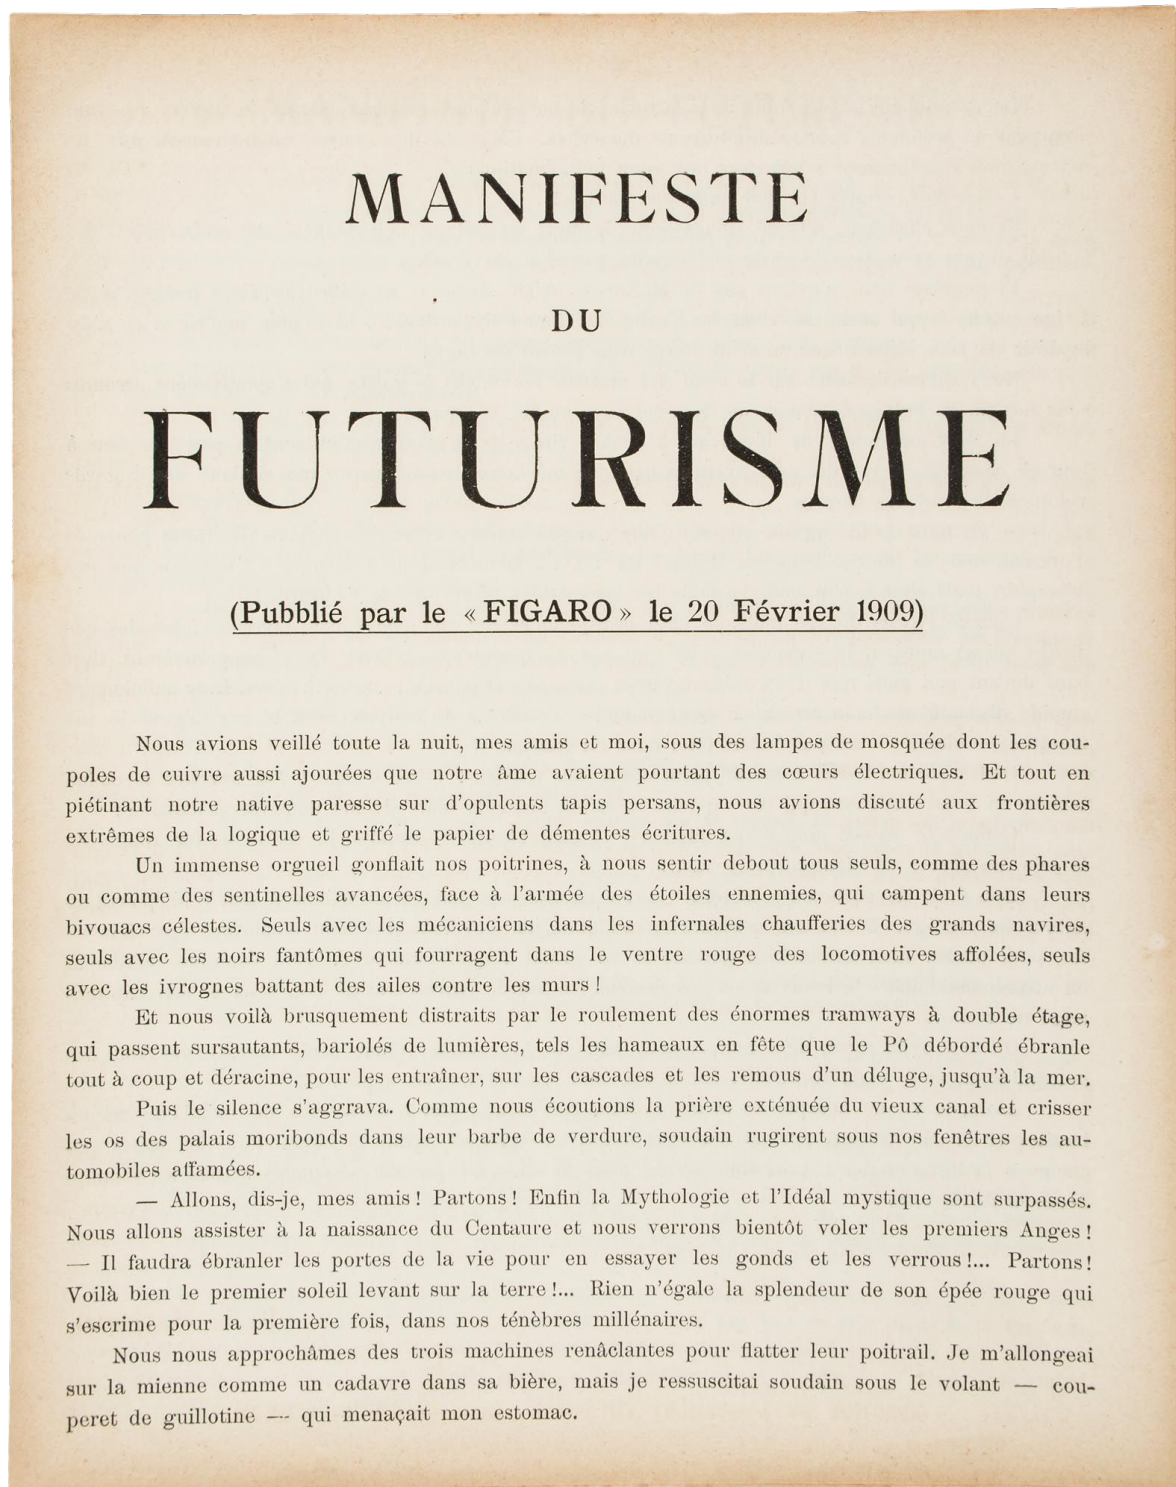 MANIFESTE
DU
FUTURISME
(Pubblié par le « FIGARO » le 20 Février 1909)
Nous avions veillé toute la nuit, mes amis et moi, sous des lampes de mosquée dont les cou-
poles de cuivre aussi ajourées que notre âme avaient pourtant des cœurs électriques. Et tout en
piétinant notre native paresse sur d'opulents tapis persans, nous avions discuté aux frontières
extrêmes de la logique et griffé le papier de démentes écritures.
Un immense orgueil gonflait nos poitrines, à nous sentir debout tous seuls, comme des phares
ou comme des sentinelles avancées, face à l'armée des étoiles ennemies, qui campent dans leurs
bivouacs célestes. Seuls avec les mécaniciens dans les infernales chaufferies des grands navires,
seuls avec les noirs fantômes qui fourragent dans le ventre rouge des locomotives affolées, seuls
avec les ivrognes battant des ailes contre les murs !
Et nous voilà brusquement distraits par le roulement des énormes tramways à double étage,
qui passent sursautants, bariolés de lumières, tels les hameaux en fête que le Pô débordé ébranle
tout à coup et déracine, pour les entraîner, sur les cascades et les remous d'un déluge, jusqu'à la mer.
Puis le silence s'aggrava. Comme nous écoutions la prière exténuée du vieux canal et crisser
les os des palais moribonds dans leur barbe de verdure, soudain rugirent sous nos fenêtres les au-
tomobiles affamées.
— Allons, dis-je, mes amis ! Partons ! Enfin la Mythologie et l'Idéal mystique sont surpassés.
Nous allons assister à la naissance du Centaure et nous verrons bientôt voler les premiers Anges !
— Il faudra ébranler les portes de la vie pour en essayer les gonds et les verrous !... Partons !
Voilà bien le premier soleil levant sur la terre !... Rien n'égale la splendeur de son épée rouge qui
s'escrime pour la première fois, dans nos ténèbres millénaires.
Nous nous approchâmes des trois machines renâclantes pour flatter leur poitrail. Je m'allongeai
sur la mienne comme un cadavre dans sa bière, mais je ressuscitai soudain sous le volant — cou-
peret de guillotine — qui menaçait mon estomac.